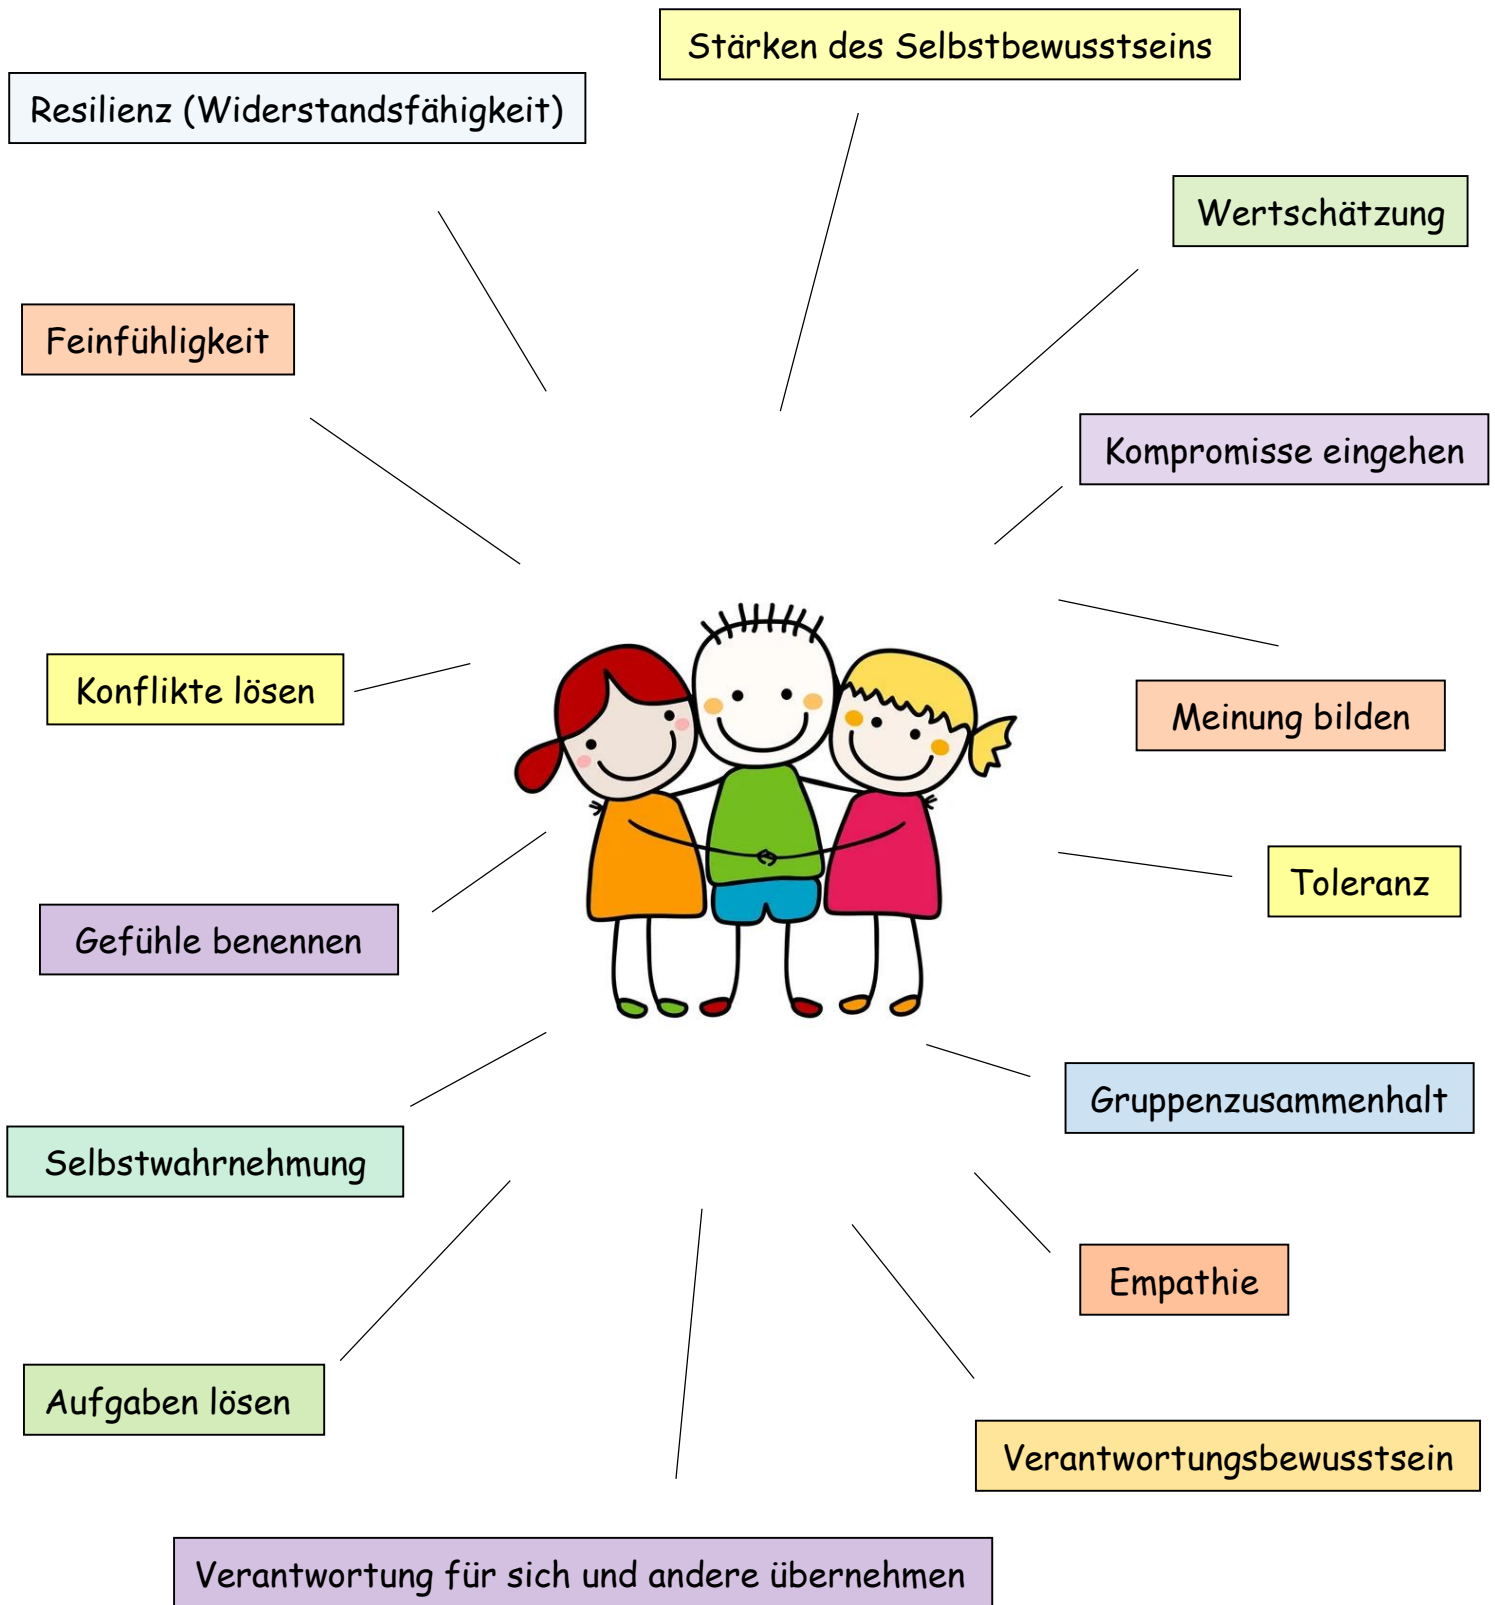 Stärken des Selbstbewusstseins
Resilienz (Widerstandsfähigkeit)
Wertschätzung
Feinfühligkeit
Kompromisse eingehen
Konflikte lösen
Meinung bilden
Toleranz
Gefühle benennen
Gruppenzusammenhalt
Selbstwahrnehmung
Empathie
Aufgaben lösen
Verantwortungsbewusstsein
Verantwortung für sich und andere übernehmen